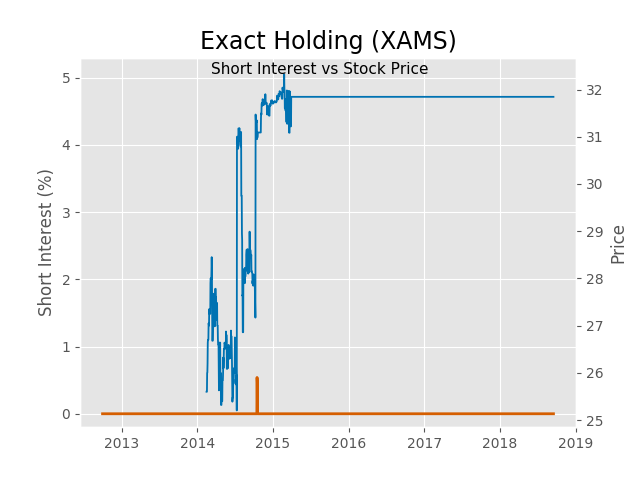 Exact Holding (XAMS)
Short Interest vs Stock Price
Short Interest (%)
5
4
3
2
1
0
32
31
30
29
28
27
26
25
Price
2013 2014 2015 2016 2017 2018 2019